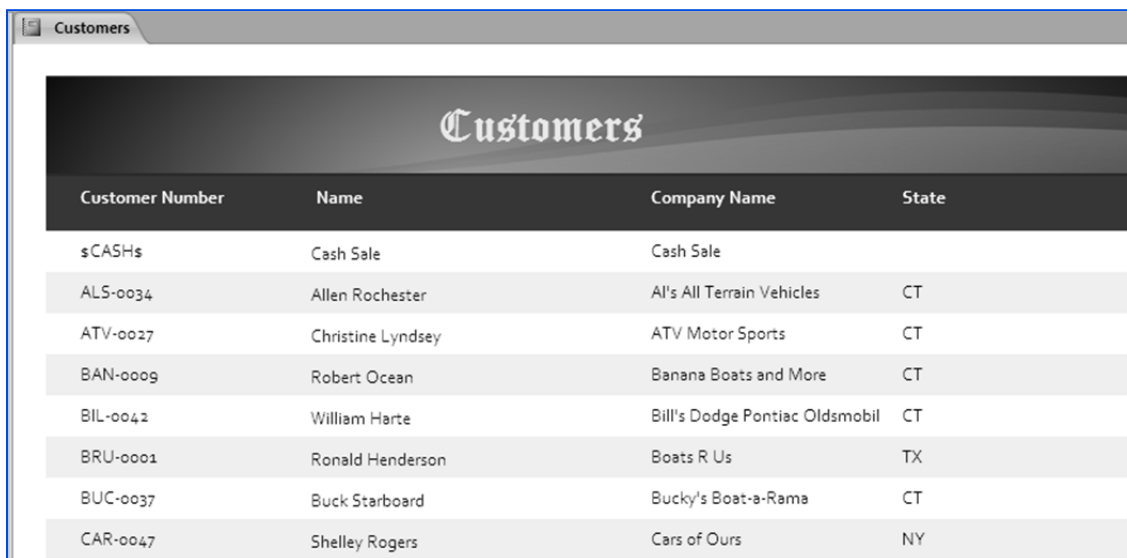 Customers
Customers
Customer Number Name Company Name State
$CASH$ Cash Sale Cash Sale
ALS-0034 Allen Rochester Al's All Terrain Vehicles CT
ATV-0027 Christine Lyndsey ATV Motor Sports CT
BAN-0009 Robert Ocean Banana Boats and More CT
BIL-0042 William Harte Bill's Dodge Pontiac Oldsmobil CT
BRU-0001 Ronald Henderson Boats R Us TX
BUC-0037 Buck Starboard Bucky's Boat-a-Rama CT
CAR-0047 Shelley Rogers Cars of Ours NY